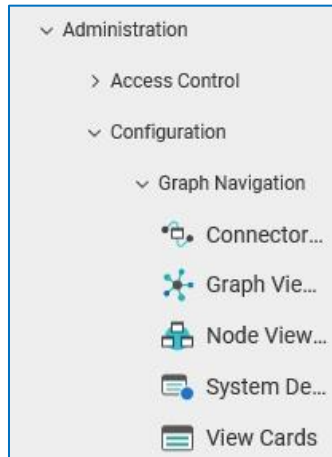 Administration
Access Control
Configuration
Graph Navigation
Connector...
Graph Vie...
Node View...
System De...
View Cards